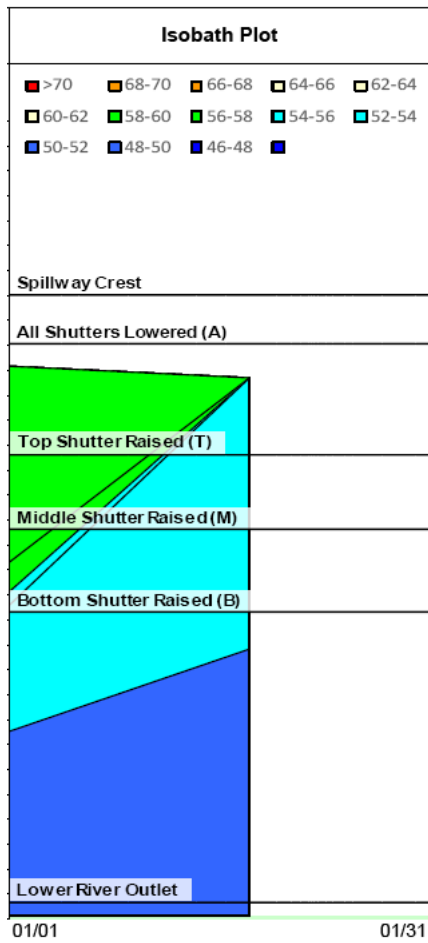 Isobath Plot
>70 68-70 66-68 64-66 62-64
60-62 58-60 56-58 54-56 52-54
50-52 48-50 46-48
Spillway Crest
All Shutters Lowered (A)
Top Shutter Raised (T)
Middle Shutter Raised (M)
Bottom Shutter Raised (B)
Lower River Outlet
01/01 01/31